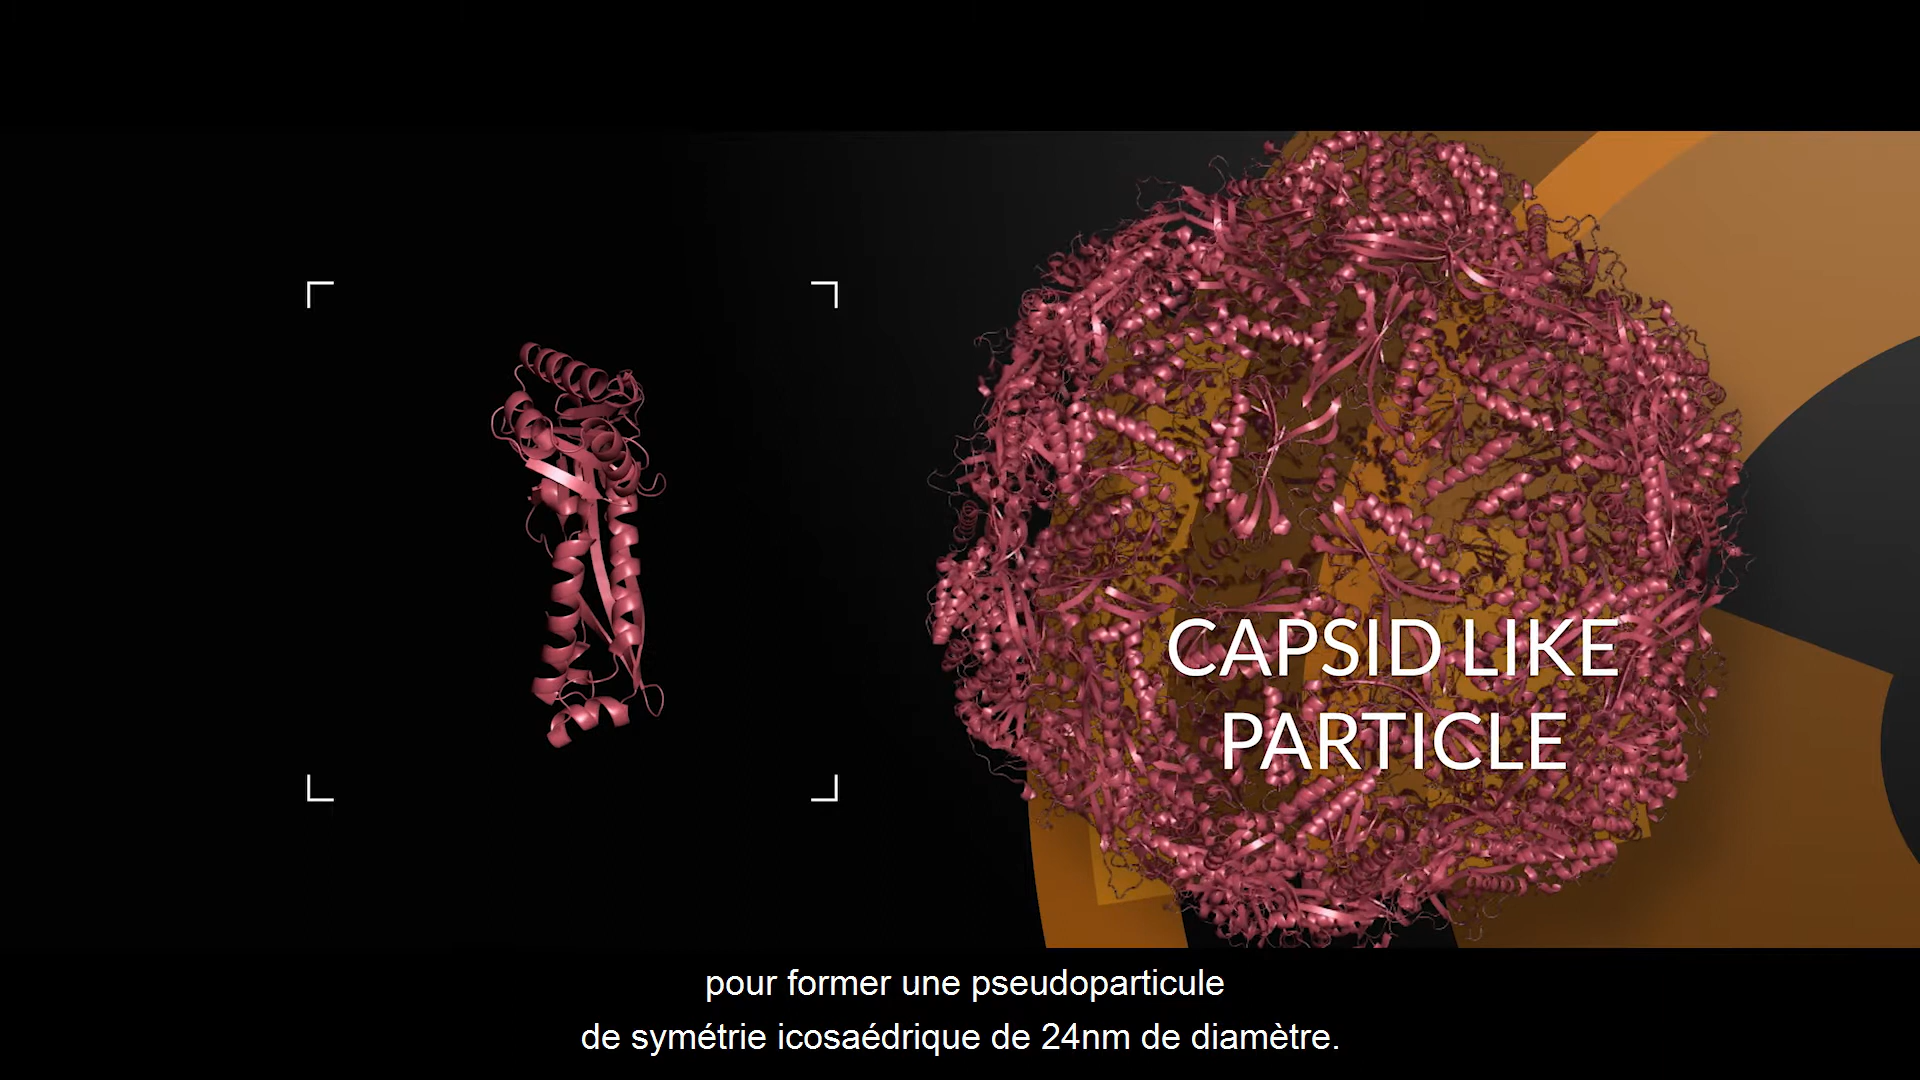 CAPSID LIKE
PARTICLE
pour former une pseudoparticule
de symétrie icosaédrique de 24nm de diamètre.